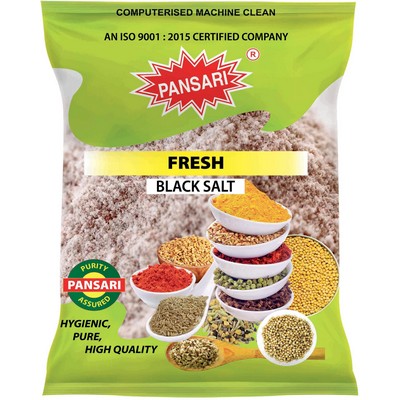 COMPUTERISED MACHINE CLEAN
AN ISO 9001 : 2015 CERTIFIED COMPANY
PANSARI ®
FRESH
BLACK SALT
PURITY
PANSARI
ASSURED
HYGIENIC,
PURE,
HIGH QUALITY